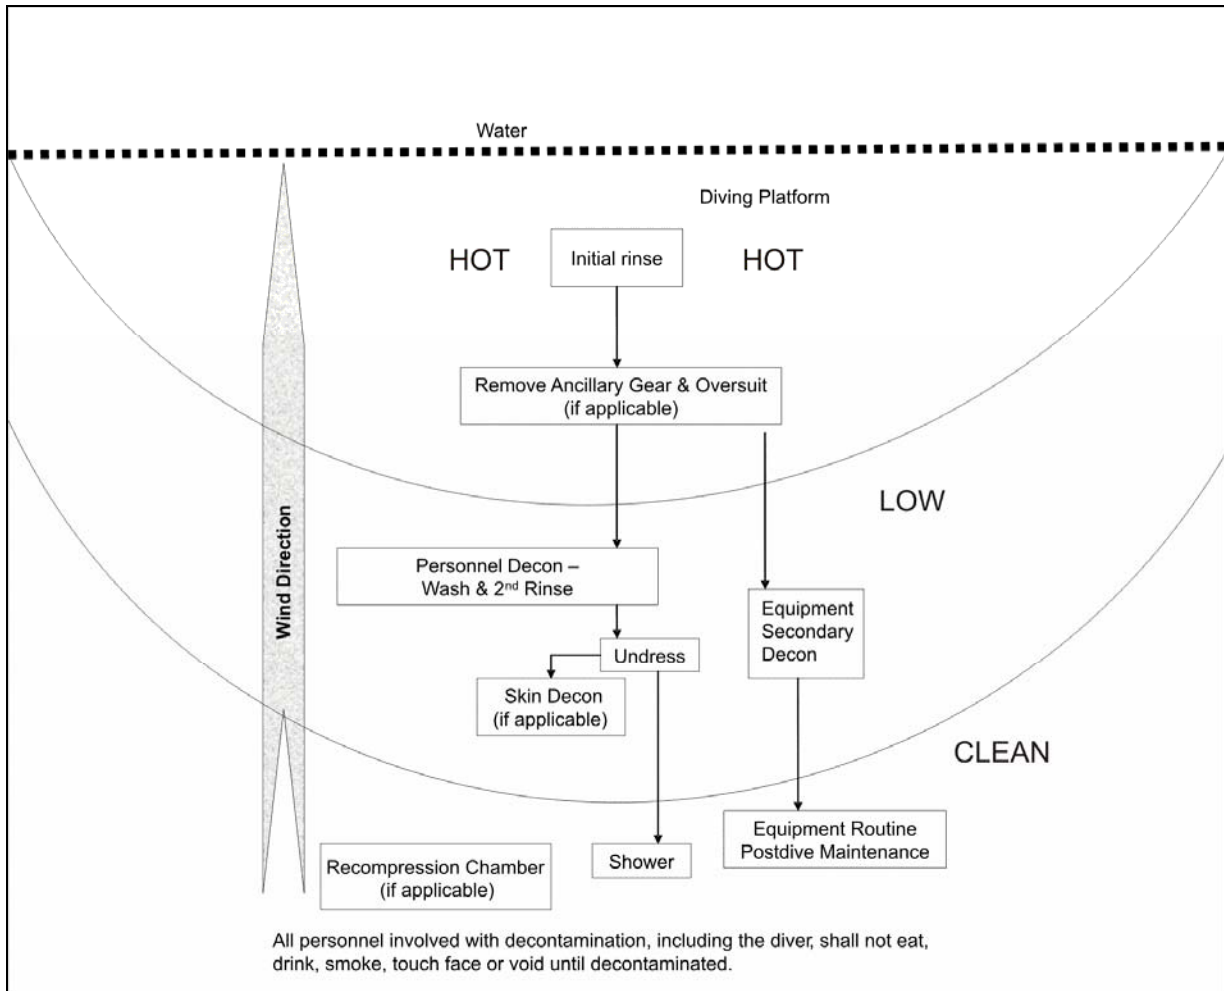 Water
Diving Platform
HOT
Initial rinse
HOT
Remove Ancillary Gear & Oversuit
(if applicable)
LOW
Wind Direction
Personnel Decon –
Wash & 2nd Rinse
Equipment
Secondary
Decon
Undress
Skin Decon
(if applicable)
CLEAN
Equipment Routine
Postdive Maintenance
Shower
Recompression Chamber
(if applicable)
All personnel involved with decontamination, including the diver, shall not eat,
drink, smoke, touch face or void until decontaminated.